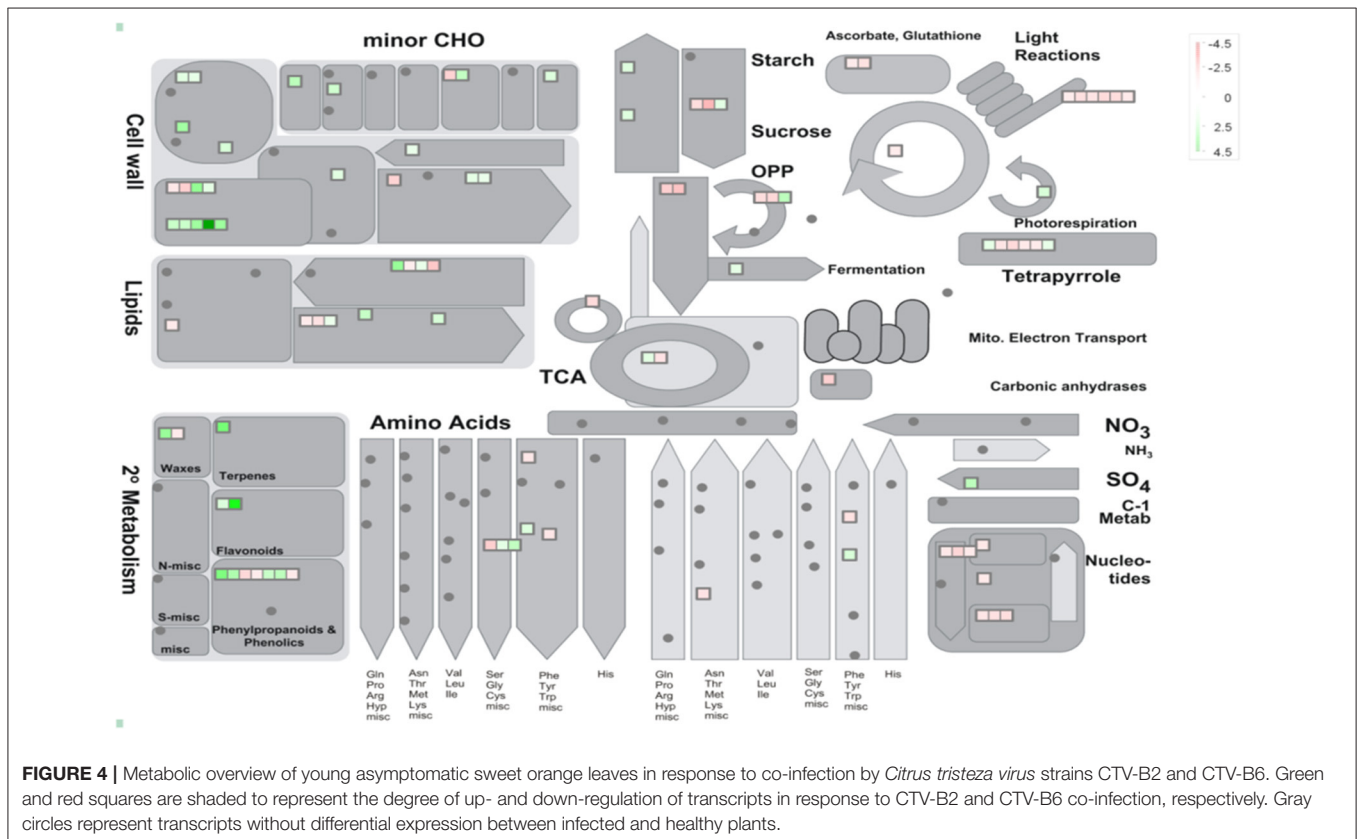 minor CHO
Ascorbate, Glutathione
Light
Reactions
-4.5
-2.5
0
2.5
4.5
Starch
Sucrose
Cell wall
OPP
Photorespiration
Tetrapyrrole
Fermentation
Lipids
Mito. Electron Transport
TCA
Carbonic anhydrases
Amino Acids
NO3
NH3
SO4
C-1
Metab
Nucleo-
tides
2º Metabolism
Waxes
Terpenes
Flavonoids
N-misc
S-misc
misc
Phenylpropanoids &
Phenolics
Gln
Pro
Arg
Hyp
misc
Asn
Thr
Met
Lys
misc
Val
Leu
Ile
Ser
Gly
Cys
misc
Phe
Tyr
Trp
misc
His
Gln
Pro
Arg
Hyp
misc
Asn
Thr
Met
Lys
misc
Val
Leu
Ile
Ser
Gly
Cys
misc
Phe
Tyr
Trp
misc
His
FIGURE 4 | Metabolic overview of young asymptomatic sweet orange leaves in response to co-infection by Citrus tristeza virus strains CTV-B2 and CTV-B6. Green
and red squares are shaded to represent the degree of up- and down-regulation of transcripts in response to CTV-B2 and CTV-B6 co-infection, respectively. Gray
circles represent transcripts without differential expression between infected and healthy plants.